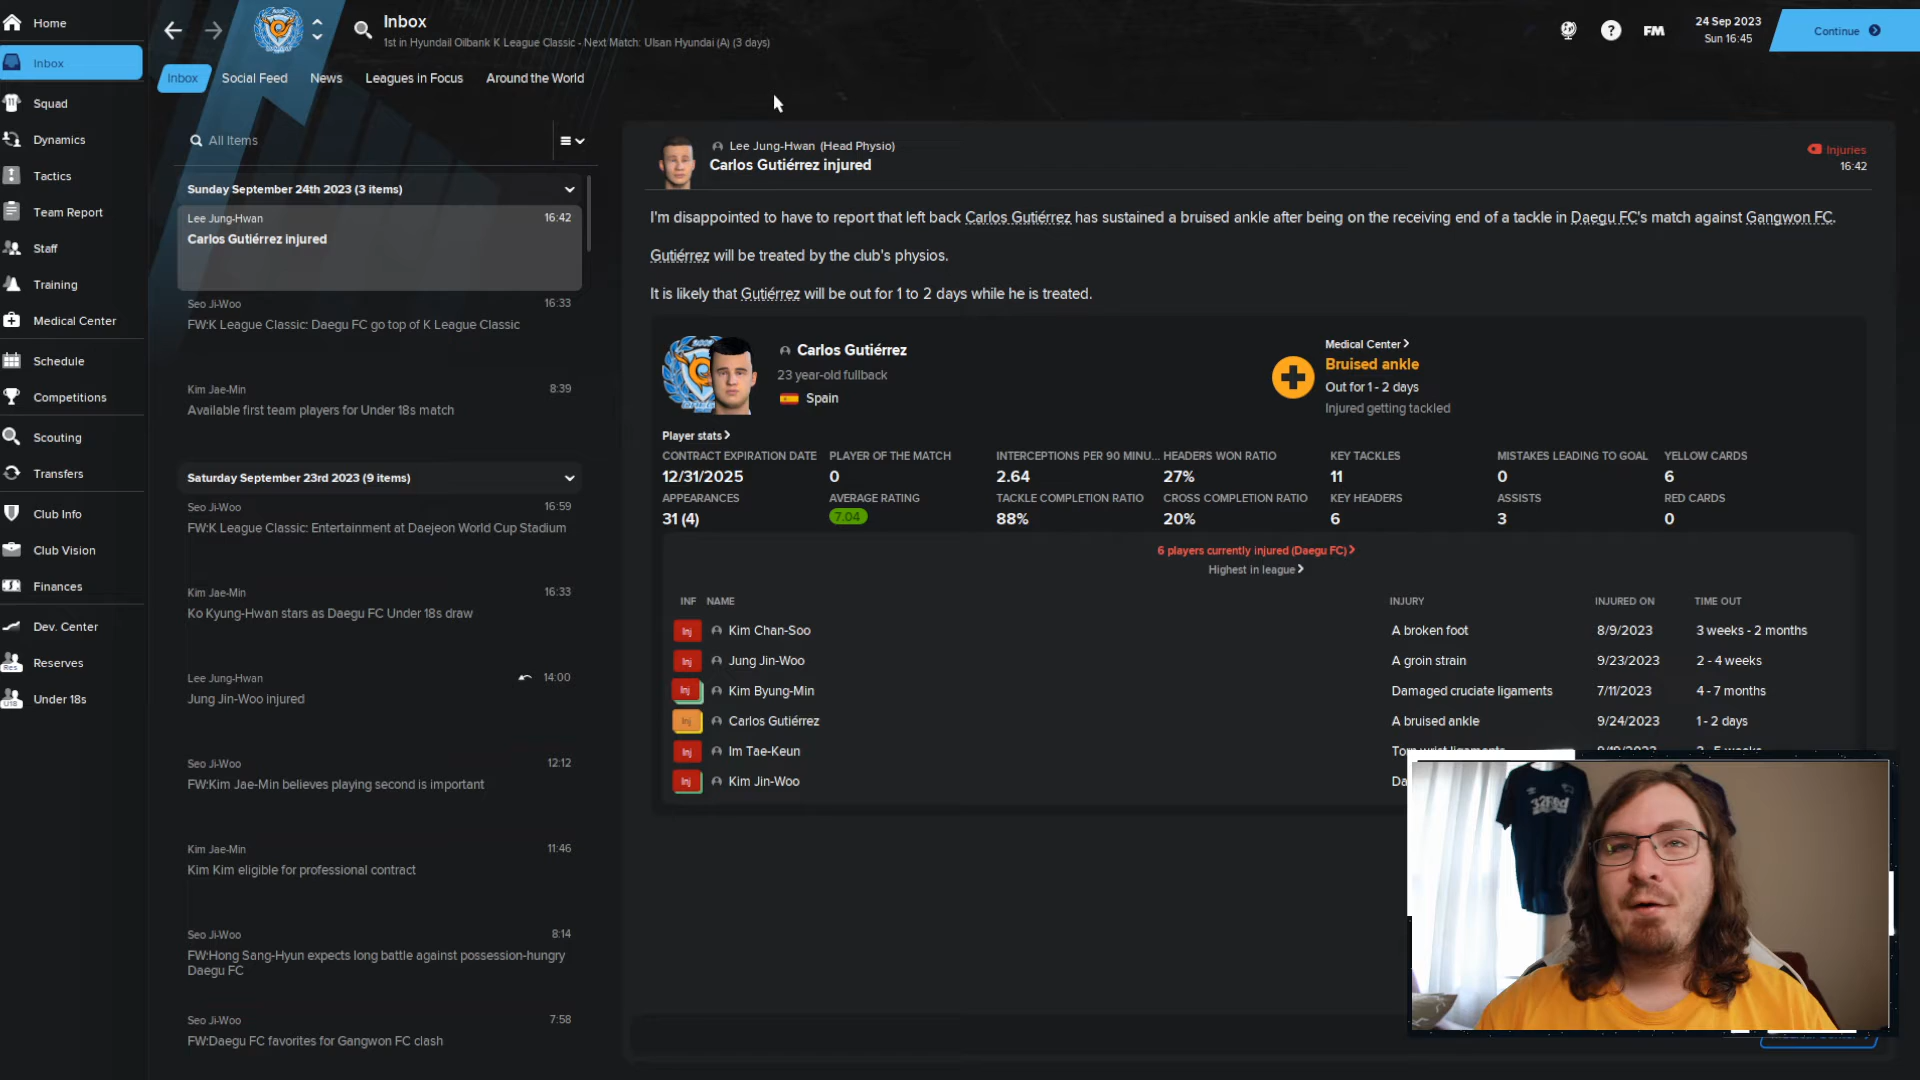 Home
Inbox
Squad
Dynamics
Tactics
Team Report
Staff
Training
Medical Center
Schedule
Competitions
Scouting
Transfers
Club Info
Club Vision
Finances
Dev. Center
Reserves
Under 18s
Inbox
1st in Hyundail Oilbank K League Classic - Next Match: Ulsan Hyundai (A) (3 days)
FM
24 Sep 2023
Sun 16:45
Continue
Inbox Social Feed News Leagues in Focus Around the World
All Items
Sunday September 24th 2023 (3 items)
Lee Jung-Hwan 16:42
Carlos Gutiérrez injured
Seo Ji-Woo 16:33
FW:K League Classic: Daegu FC go top of K League Classic
Kim Jae-Min 8:39
Available first team players for Under 18s match
Saturday September 23rd 2023 (9 items)
Seo Ji-Woo 16:59
FW:K League Classic: Entertainment at Daejeon World Cup Stadium
Kim Jae-Min 16:33
Ko Kyung-Hwan stars as Daegu FC Under 18s draw
Lee Jung-Hwan 14:00
Jung Jin-Woo injured
Seo Ji-Woo 12:12
FW:Kim Jae-Min believes playing second is important
Kim Jae-Min 11:46
Kim Kim eligible for professional contract
Seo Ji-Woo 8:14
FW:Hong Sang-Hyun expects long battle against possession-hungry
Daegu FC
Seo Ji-Woo 7:58
FW:Daegu FC favorites for Gangwon FC clash
Lee Jung-Hwan (Head Physio)
Carlos Gutiérrez injured
Injuries
16:42
I'm disappointed to have to report that left back Carlos Gutiérrez has sustained a bruised ankle after being on the receiving end of a tackle in Daegu FC's match against Gangwon FC.
Gutiérrez will be treated by the club's physios.
It is likely that Gutiérrez will be out for 1 to 2 days while he is treated.
Carlos Gutiérrez
23 year-old fullback
Spain
Medical Center
Bruised ankle
Out for 1 - 2 days
Injured getting tackled
Player stats
CONTRACT EXPIRATION DATE PLAYER OF THE MATCH INTERCEPTIONS PER 90 MINU... HEADERS WON RATIO KEY TACKLES MISTAKES LEADING TO GOAL YELLOW CARDS
12/31/2025 0 2.64 27% 11 0 6
APPEARANCES AVERAGE RATING TACKLE COMPLETION RATIO CROSS COMPLETION RATIO KEY HEADERS ASSISTS RED CARDS
31 (4) 7.04 88% 20% 6 3 0
6 players currently injured (Daegu FC)
Highest in league
INF NAME INJURY INJURED ON TIME OUT
Inj Kim Chan-Soo A broken foot 8/9/2023 3 weeks - 2 months
Inj Jung Jin-Woo A groin strain 9/23/2023 2 - 4 weeks
Inj Kim Byung-Min Damaged cruciate ligaments 7/11/2023 4 - 7 months
Inj Carlos Gutiérrez A bruised ankle 9/24/2023 1 - 2 days
Inj Im Tae-Keun Torn wrist ligaments
Inj Kim Jin-Woo